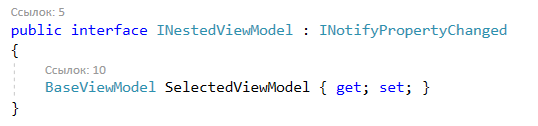 Ссылок: 5
public interface INestedViewModel : INotifyPropertyChanged
{
Ссылок: 10
BaseViewModel SelectedViewModel { get; set; }
}